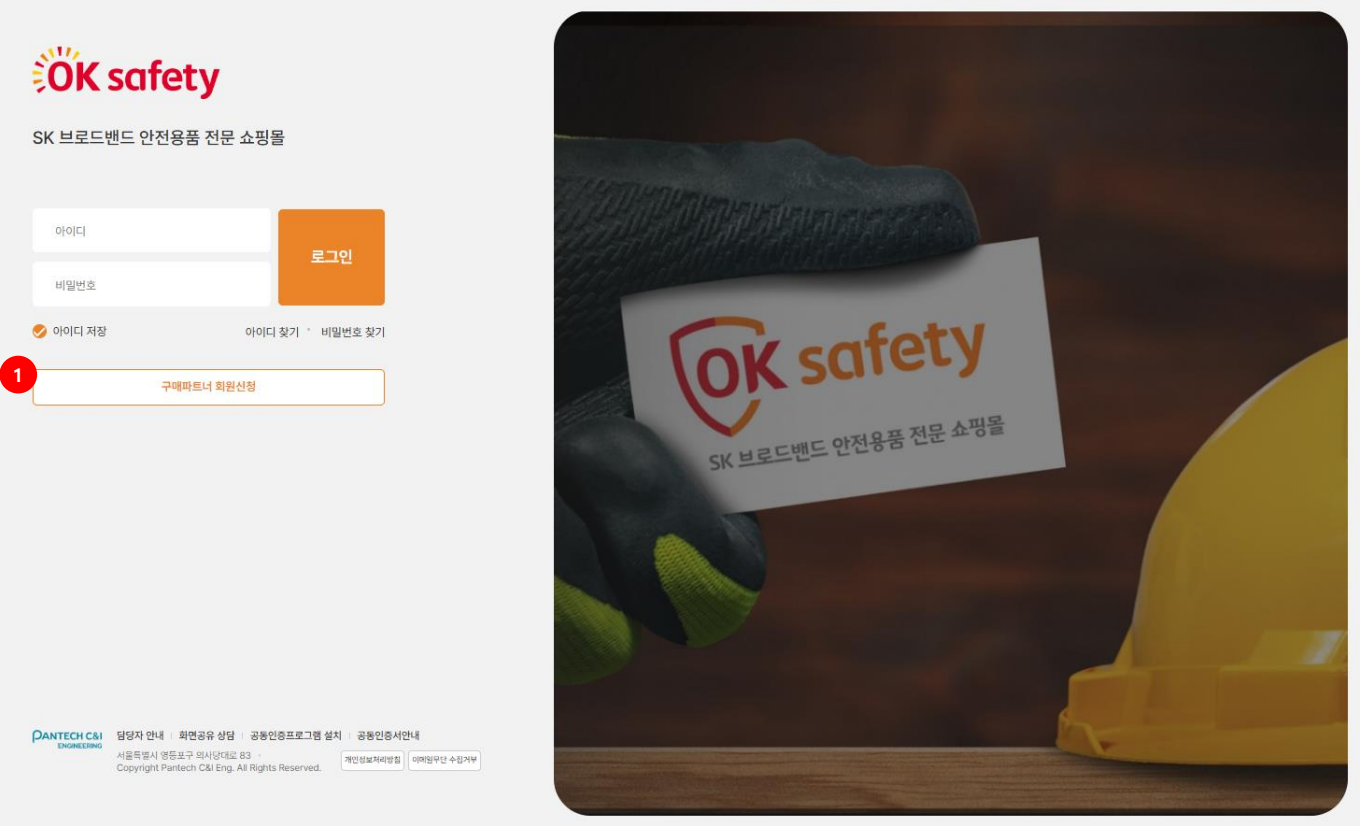 OK safety
SK 브로드밴드 안전용품 전문 쇼핑몰
아이디
비밀번호
로그인
아이디 저장
아이디 찾기
비밀번호 찾기
1
구매파트너 회원신청
OK safety
SK 브로드밴드 안전용품 전문 쇼핑몰
PANTECH C&I
ENGINEERING
담당자 안내 | 화면공유 상담 | 공동인증프로그램 설치 | 공동인증서안내
서울특별시 영등포구 의사당대로 83
Copyright Pantech C&I Eng. All Rights Reserved.
개인정보처리방침
이메일무단 수집거부